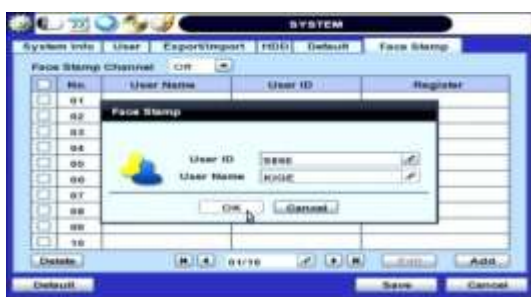 SYSTEM
System Info User Export/Import HDD Default Face Stamp
Face Stamp Channel Off
No. User Name User ID Register
01
02
03
04
05
06
07
08
09
10
Face Stamp
User ID
User Name
OK Cancel
Delete 01/10 Edit Add
Default Save Cancel